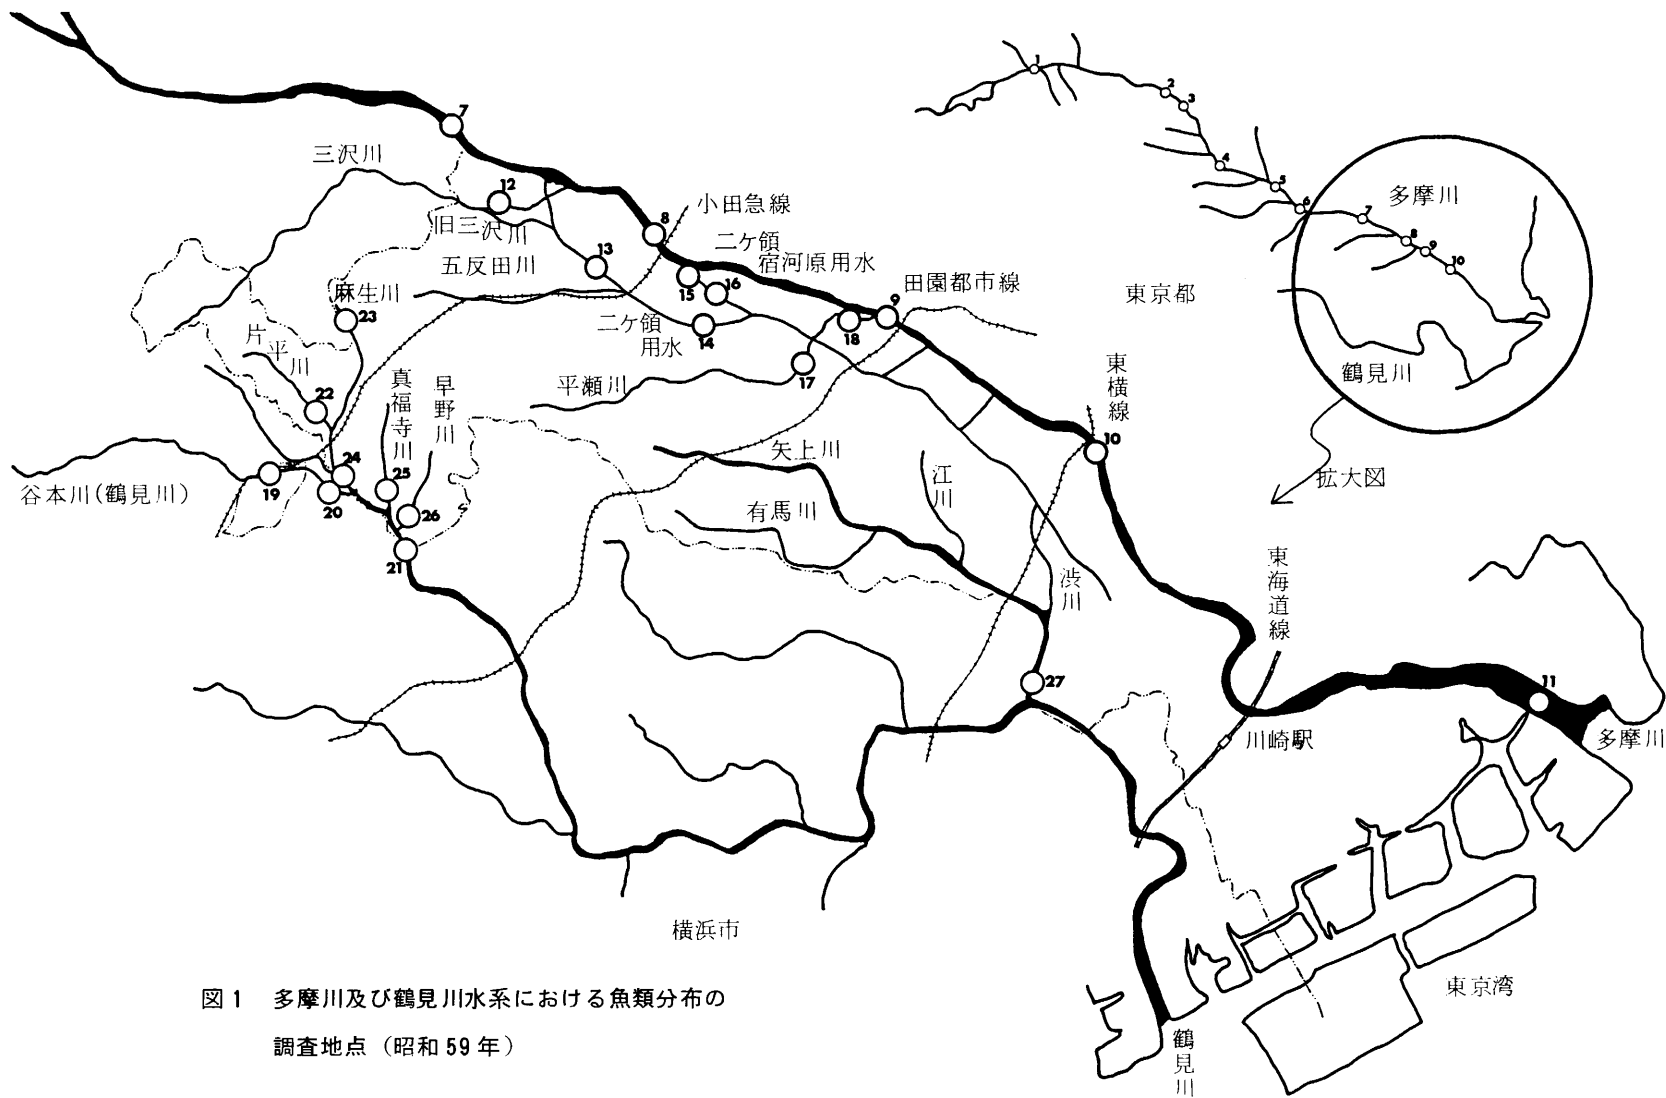 1
2
3
4
5
6
7
8
9
10
多摩川
東京都
鶴見川
拡大図
7
三沢川
12
旧三沢川
8
小田急線
13
五反田川
二ケ領
宿河原用水
15
16
田園都市線
9
18
麻生川
23
二ケ領
用水
14
17
平瀬川
片平川
22
真福寺川
早野川
東横線
10
谷本川(鶴見川)
19
24
20
25
26
21
矢上川
有馬川
江川
渋川
東海道線
27
11
川崎駅
多摩川
横浜市
東京湾
鶴見川
図1 多摩川及び鶴見川水系における魚類分布の
調査地点(昭和59年)